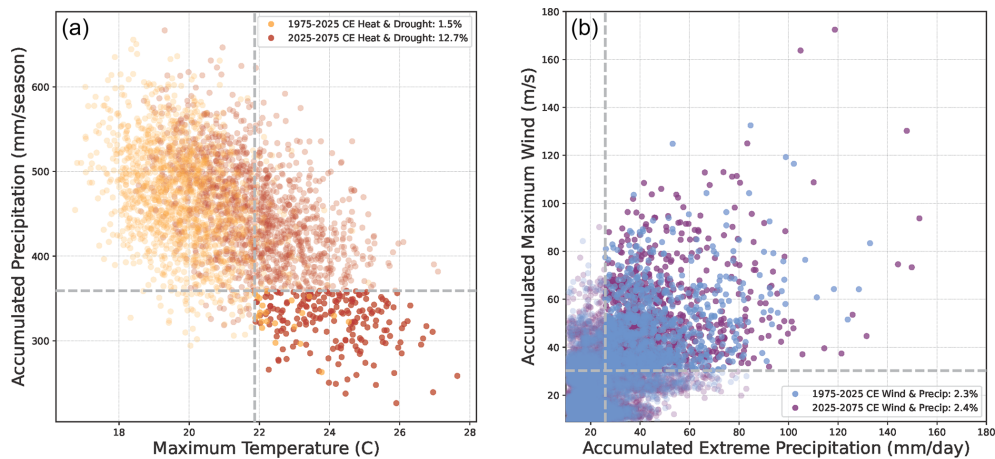 (a)
1975-2025 CE Heat & Drought: 1.5%
2025-2075 CE Heat & Drought: 12.7%
Accumulated Precipitation (mm/season)
600
500
400
300
18
20
22
24
26
28
Maximum Temperature (C)
(b)
Accumulated Maximum Wind (m/s)
180
160
140
120
100
80
60
40
20
1975-2025 CE Wind & Precip: 2.3%
2025-2075 CE Wind & Precip: 2.4%
20
40
60
80
100
120
140
160
180
Accumulated Extreme Precipitation (mm/day)